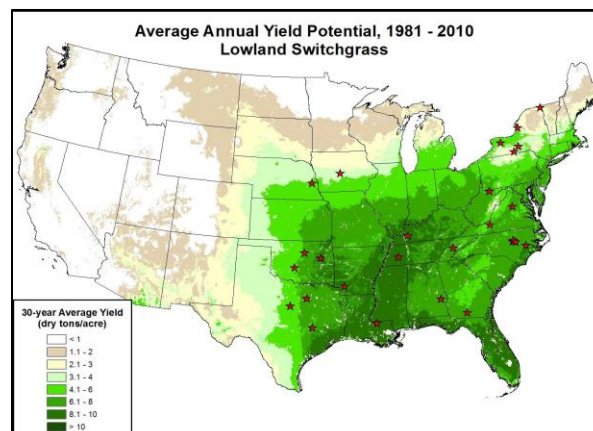 Average Annual Yield Potential, 1981 - 2010
Lowland Switchgrass
30-year Average Yield
(dry tons/acre)
< 1
1.1 - 2
2.1 - 3
3.1 - 4
4.1 - 6
6.1 - 8
8.1 - 10
> 10